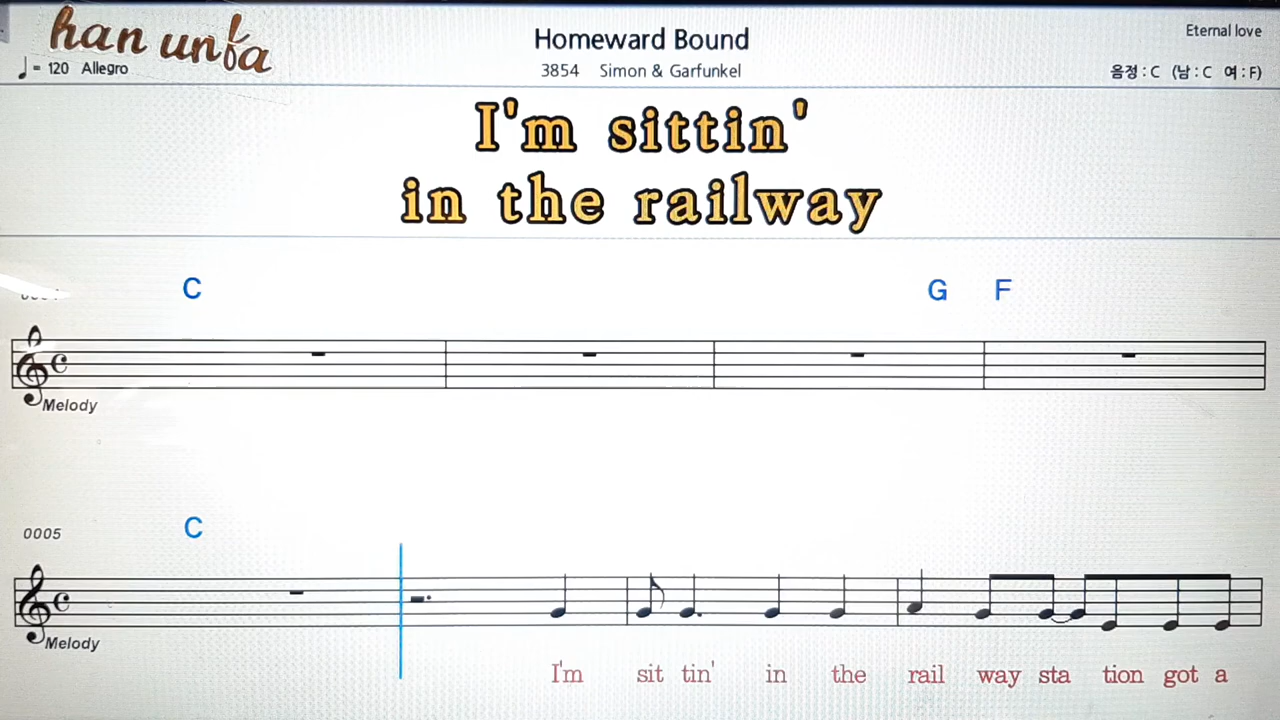 han unfa
♩= 120 Allegro
Homeward Bound
3854 Simon & Garfunkel
Eternal love
음정 : C (남 : C 여 : F)
I'm sittin'
in the railway
C G F
Melody
0005
C
Melody
I'm sit tin' in the rail way sta tion got a